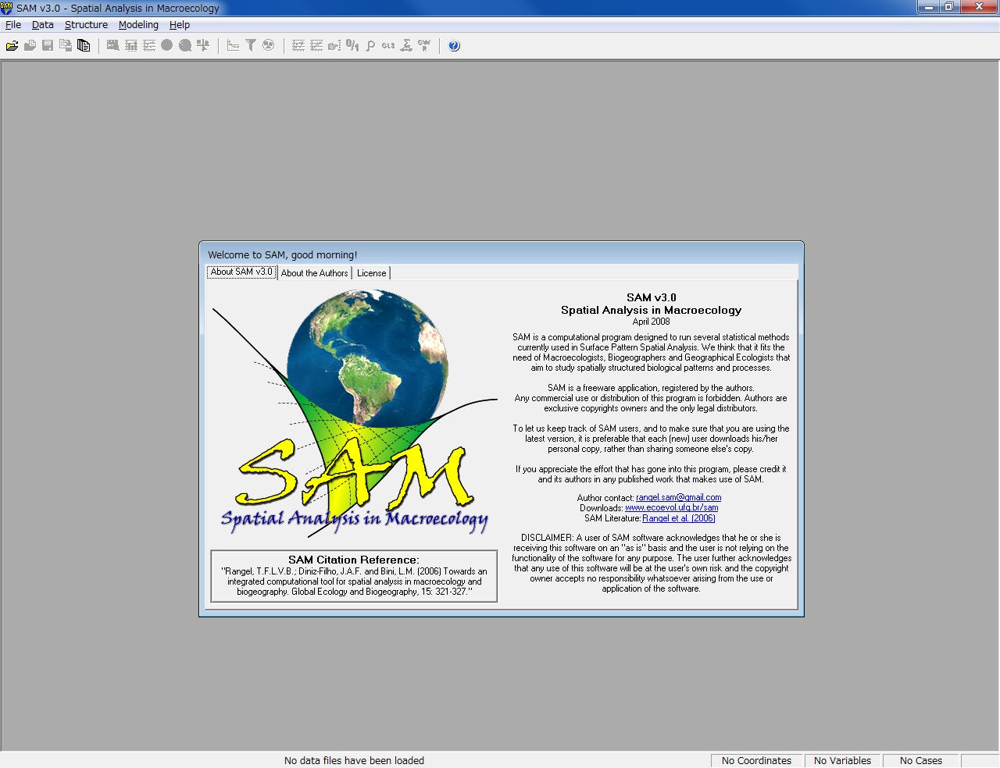 SAM v3.0 - Spatial Analysis in Macroecology
File Data Structure Modeling Help
GLS
GW
R
Welcome to SAM, good morning!
About SAM v3.0 About the Authors License
SAM
Spatial Analysis in Macroecology
SAM Citation Reference:
"Rangel, T.F.L.V.B.; Diniz-Filho, J.A.F. and Bini, L.M. (2006) Towards an
integrated computational tool for spatial analysis in macroecology and
biogeography. Global Ecology and Biogeography, 15: 321-327."
SAM v3.0
Spatial Analysis in Macroecology
April 2008
SAM is a computational program designed to run several statistical methods
currently used in Surface Pattern Spatial Analysis. We think that it fits the
need of Macroecologists, Biogeographers and Geographical Ecologists that
aim to study spatially structured biological patterns and processes.
SAM is a freeware application, registered by the authors.
Any commercial use or distribution of this program is forbidden. Authors are
exclusive copyrights owners and the only legal distributors.
To let us keep track of SAM users, and to make sure that you are using the
latest version, it is preferable that each (new) user downloads his/her
personal copy, rather than sharing someone else's copy.
If you appreciate the effort that has gone into this program, please credit it
and its authors in any published work that makes use of SAM.
Author contact: rangel.sam@gmail.com
Downloads: www.ecoevol.ufg.br/sam
SAM Literature: Rangel et al. (2006)
DISCLAIMER: A user of SAM software acknowledges that he or she is
receiving this software on an "as is" basis and the user is not relying on the
functionality of the software for any purpose. The user further acknowledges
that any use of this software will be at the user's own risk and the copyright
owner accepts no responsibility whatsoever arising from the use or
application of the software.
No data files have been loaded
No Coordinates No Variables No Cases